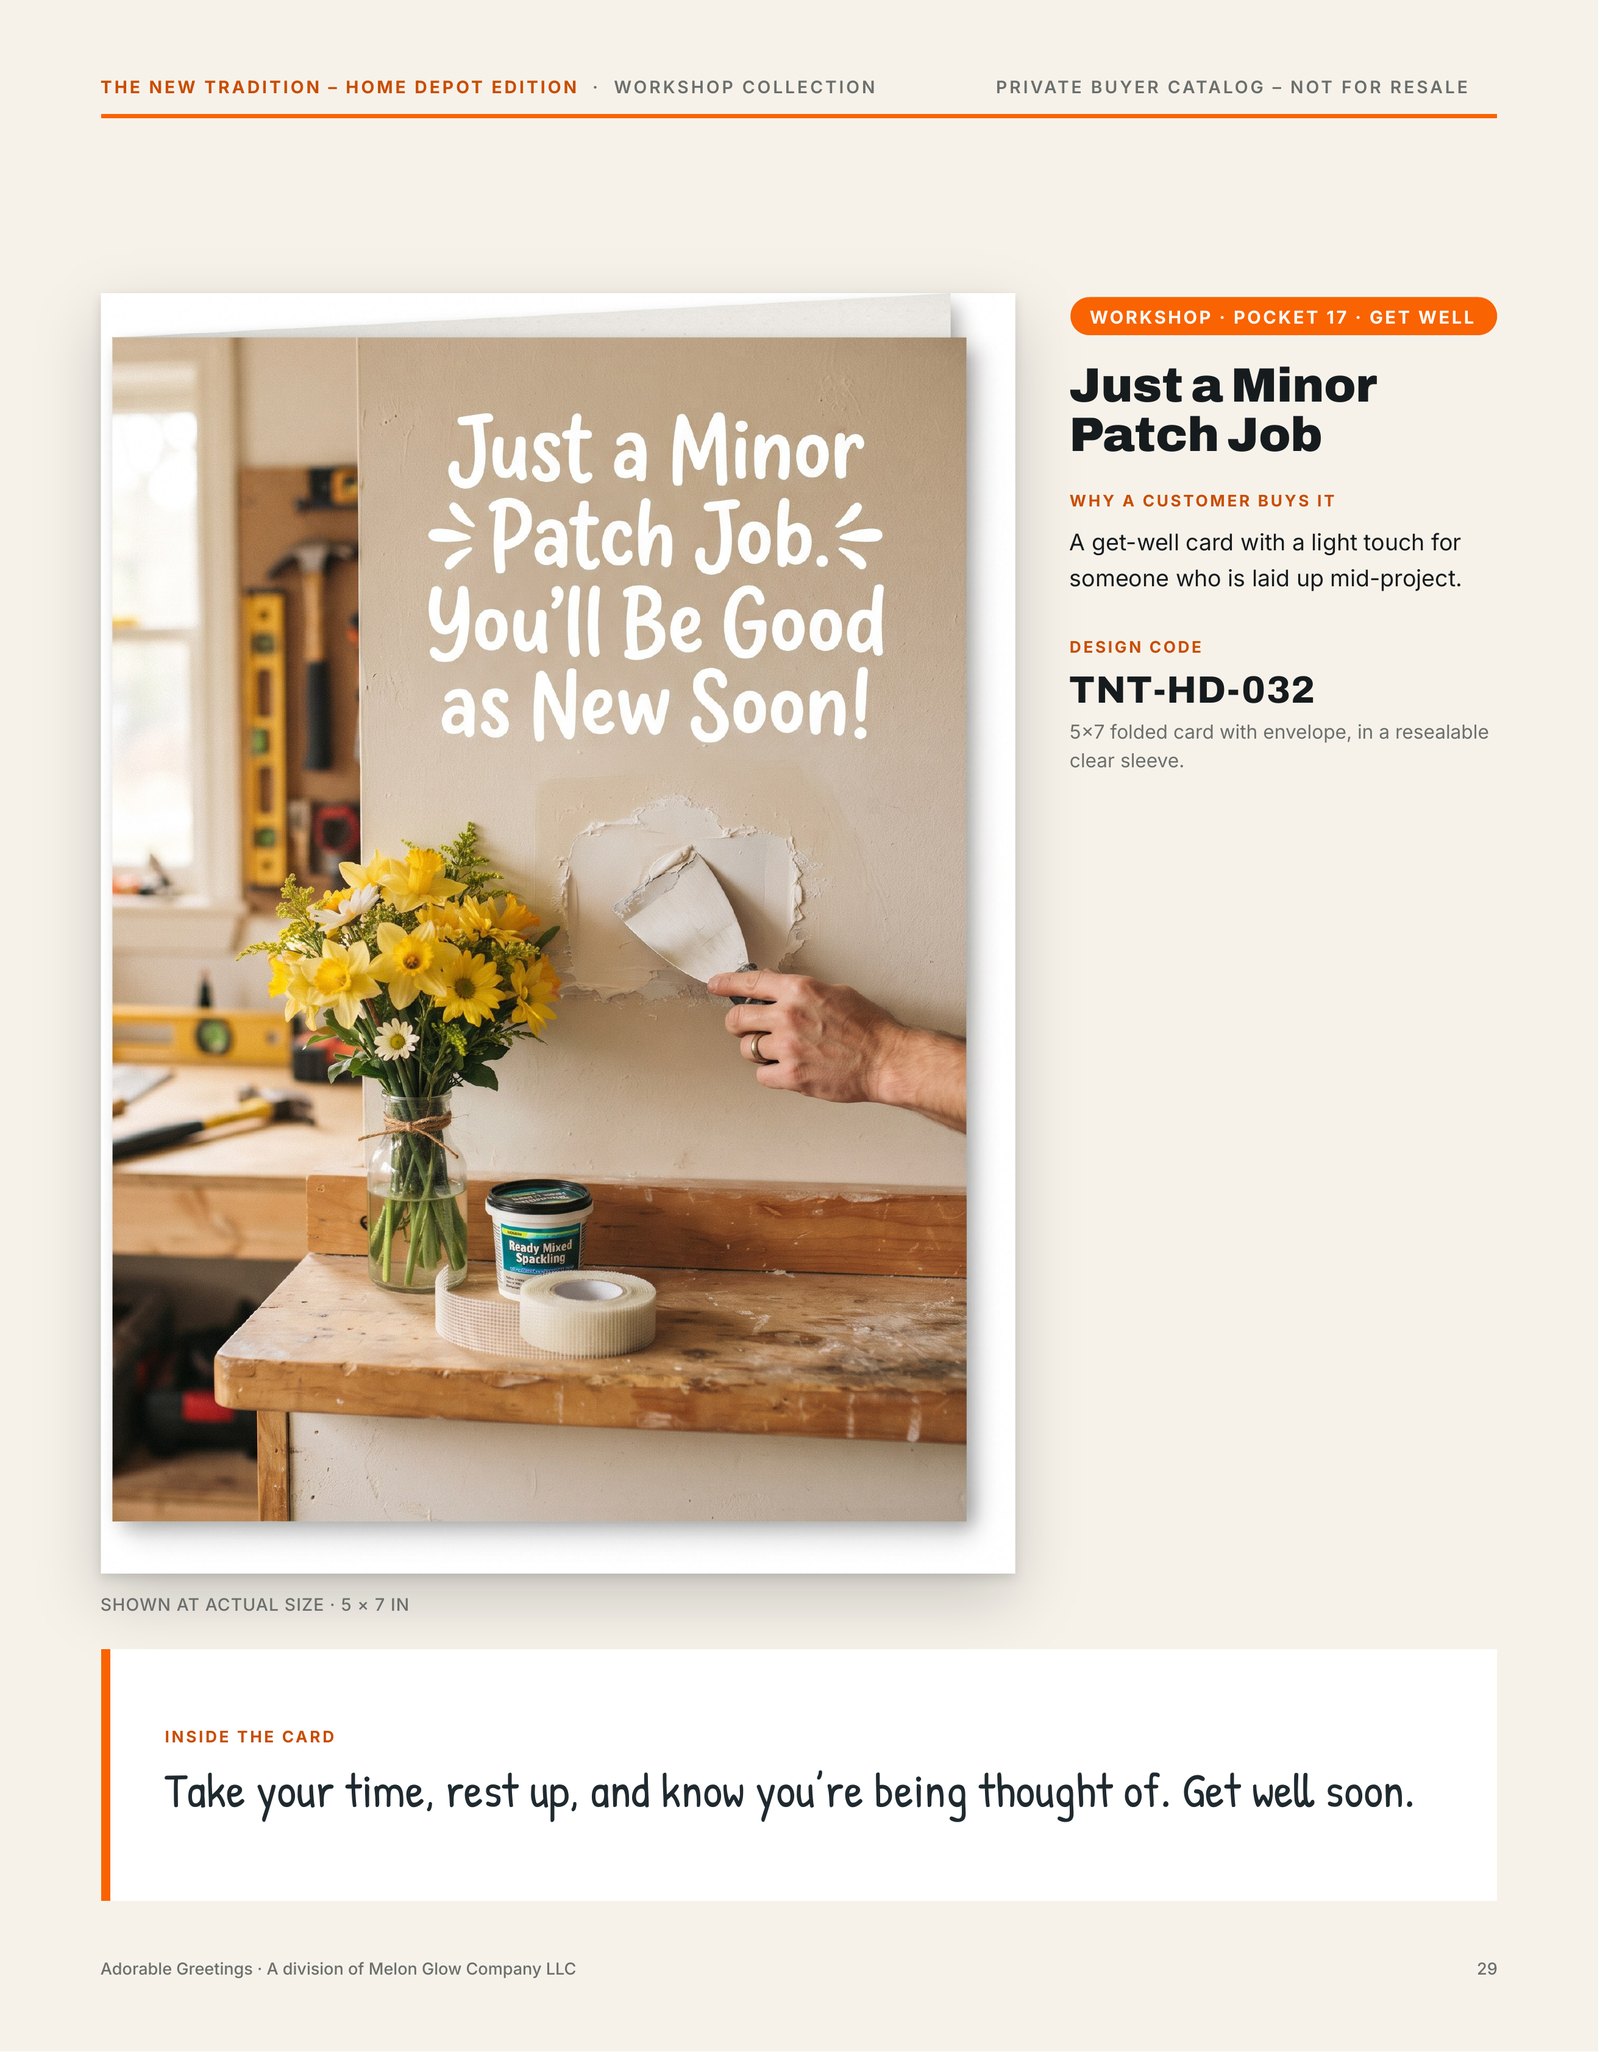 THE NEW TRADITION – HOME DEPOT EDITION · WORKSHOP COLLECTION
PRIVATE BUYER CATALOG – NOT FOR RESALE
Just a Minor
Patch Job.
You'll Be Good
as New Soon!
Ready Mixed
Spackling
SHOWN AT ACTUAL SIZE · 5 × 7 IN
WORKSHOP · POCKET 17 · GET WELL
Just a Minor
Patch Job
WHY A CUSTOMER BUYS IT
A get-well card with a light touch for
someone who is laid up mid-project.
DESIGN CODE
TNT-HD-032
5×7 folded card with envelope, in a resealable
clear sleeve.
INSIDE THE CARD
Take your time, rest up, and know you're being thought of. Get well soon.
Adorable Greetings · A division of Melon Glow Company LLC
29